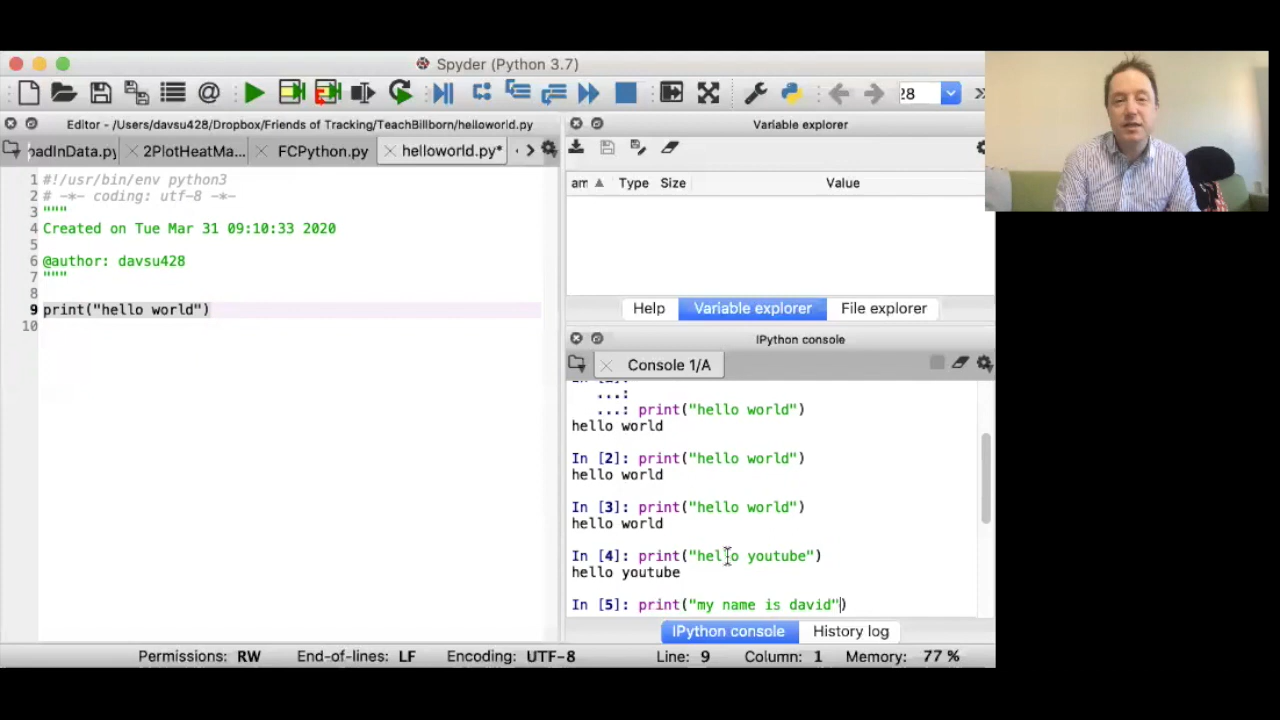 Spyder (Python 3.7)
28
Editor - /Users/davsu428/Dropbox/Friends of Tracking/TeachBillborn/helloworld.py
oadInData.py
2PlotHeatMa...
FCPython.py
helloworld.py*
1 #!/usr/bin/env python3
2 # -*- coding: utf-8 -*-
3 """
4 Created on Tue Mar 31 09:10:33 2020
5
6 @author: davsu428
7 """
8
9 print("hello world")
10
Variable explorer
am Type Size Value
Help Variable explorer File explorer
IPython console
Console 1/A
...:
...: print("hello world")
hello world
In [2]: print("hello world")
hello world
In [3]: print("hello world")
hello world
In [4]: print("hello youtube")
hello youtube
In [5]: print("my name is david")
IPython console History log
Permissions: RW End-of-lines: LF Encoding: UTF-8 Line: 9 Column: 1 Memory: 77 %